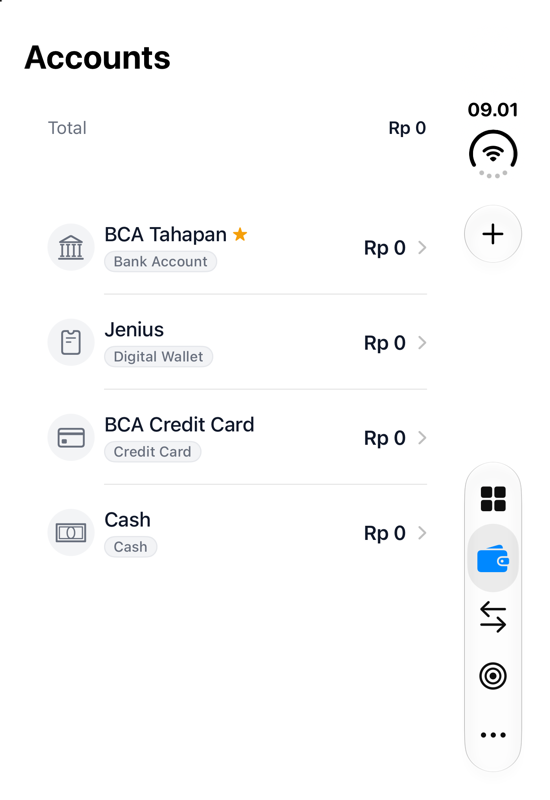 Accounts
09.01
Total
Rp 0
BCA Tahapan
Bank Account
Rp 0
Jenius
Digital Wallet
Rp 0
BCA Credit Card
Credit Card
Rp 0
Cash
Cash
Rp 0